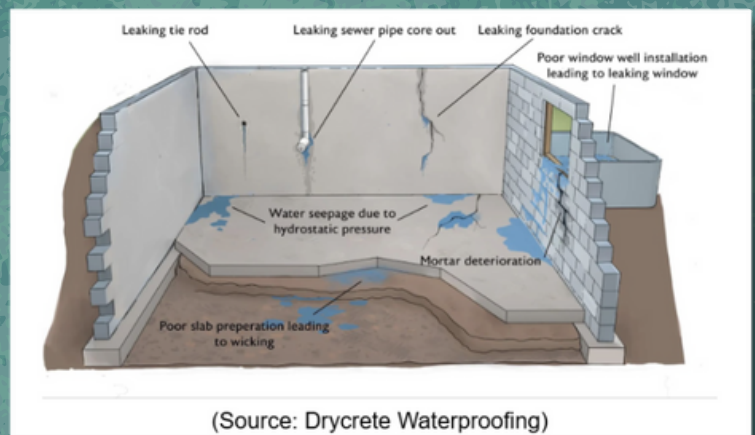 Leaking tie rod
Leaking sewer pipe core out
Leaking foundation crack
Poor window well installation
leading to leaking window
Water seepage due to
hydrostatic pressure
Mortar deterioration
Poor slab preperation leading
to wicking
(Source: Drycrete Waterproofing)